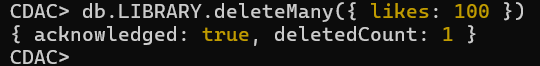 CDAC> db.LIBRARY.deleteMany({ likes: 100 })
{ acknowledged: true, deletedCount: 1 }
CDAC>